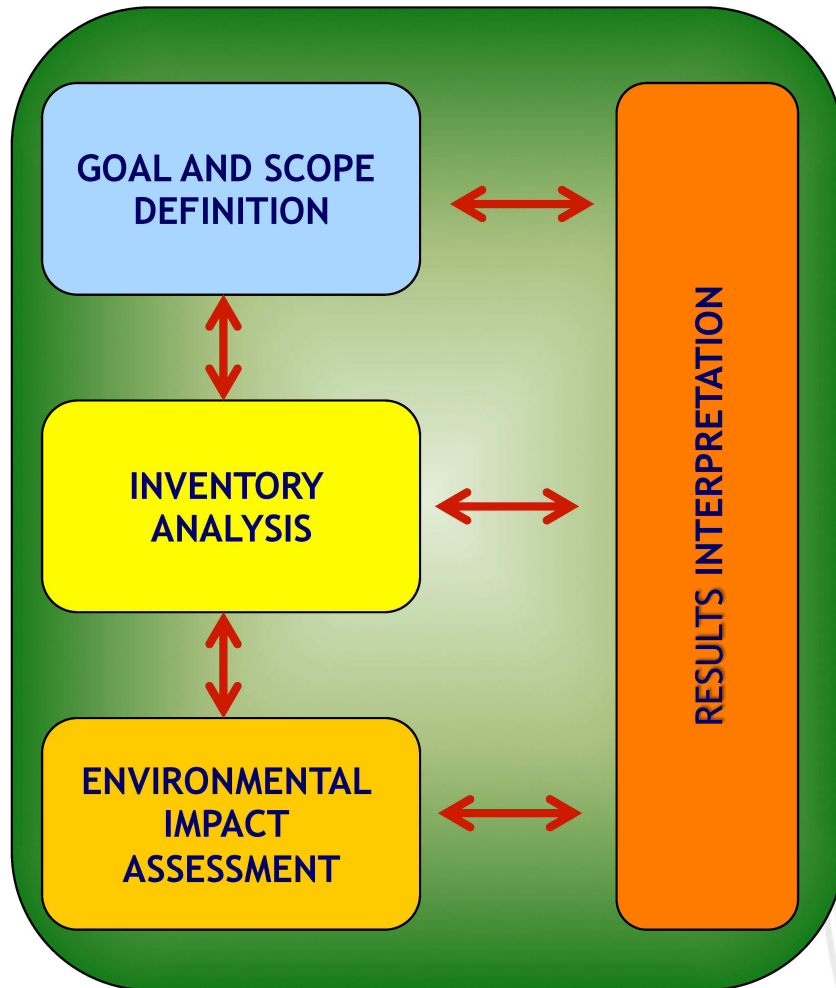 GOAL AND SCOPE
DEFINITION
INVENTORY
ANALYSIS
ENVIRONMENTAL
IMPACT
ASSESSMENT
RESULTS INTERPRETATION